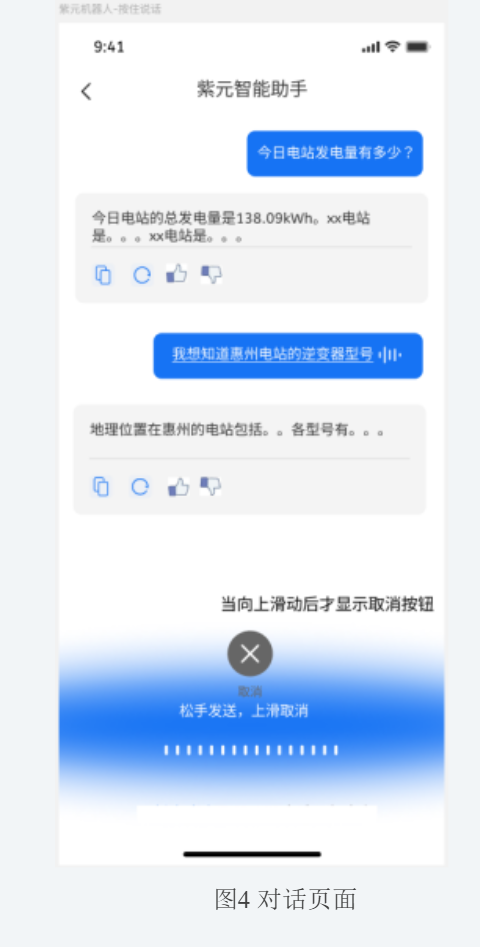 紫元机器人-按住说话
9:41
紫元智能助手
今日电站发电量有多少？
今日电站的总发电量是138.09kWh。xx电站
是。。。xx电站是。。。
我想知道惠州电站的逆变器型号
地理位置在惠州的电站包括。。各型号有。。。
当向上滑动后才显示取消按钮
取消
松手发送，上滑取消
图4 对话页面